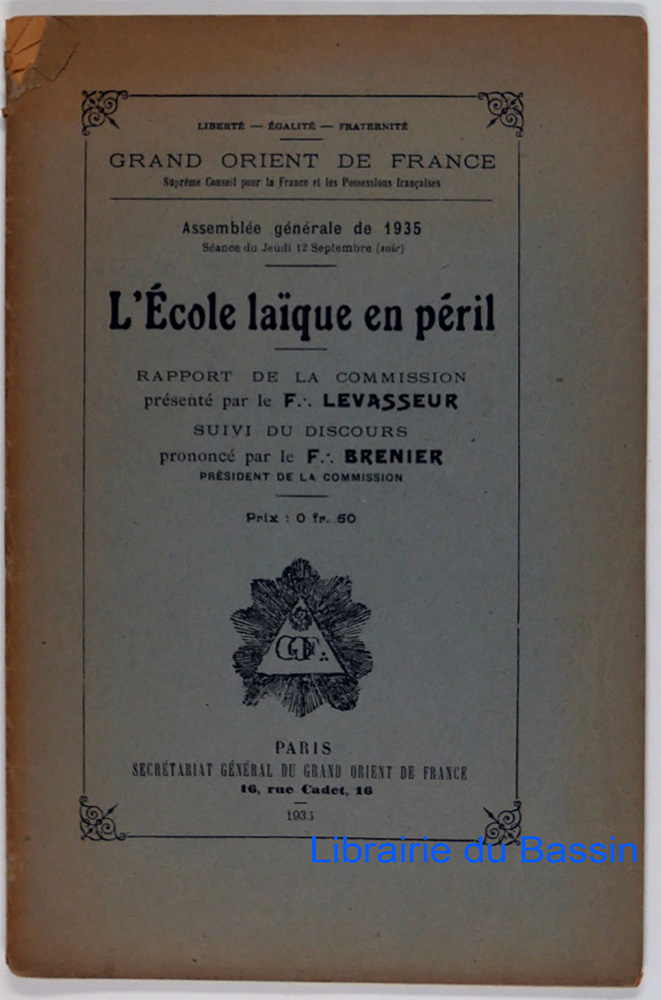 LIBERTÉ — ÉGALITÉ — FRATERNITÉ
GRAND ORIENT DE FRANCE
Suprême Conseil pour la France et les Possessions françaises
Assemblée générale de 1935
Séance du Jeudi 12 Septembre (soir)
L'École laïque en péril
RAPPORT DE LA COMMISSION
présenté par le F∴ LEVASSEUR
SUIVI DU DISCOURS
prononcé par le F∴ BRENIER
PRÉSIDENT DE LA COMMISSION
Prix : 0 fr. 60
GOF∴
PARIS
SECRÉTARIAT GÉNÉRAL DU GRAND ORIENT DE FRANCE
16, rue Cadet, 16
1935
Librairie du Bassin